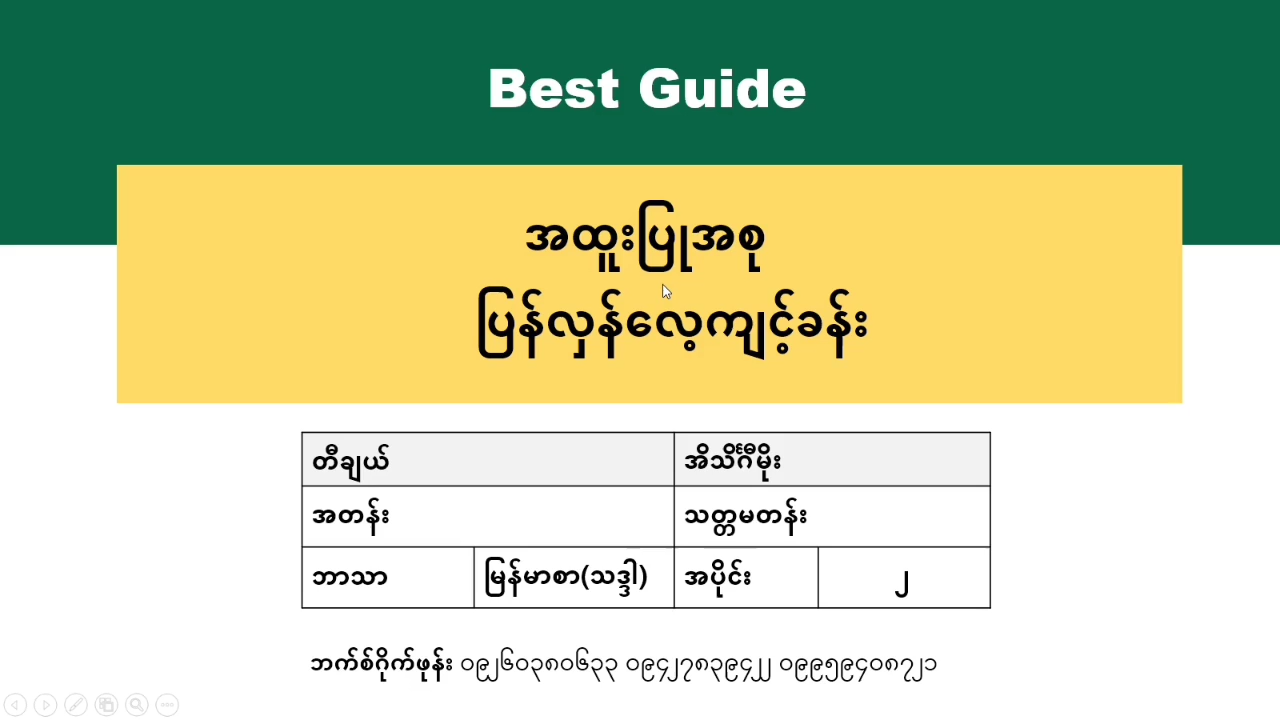 Best Guide
အထူးပြုအစု
ပြန်လှန်လေ့ကျင့်ခန်း
တီချယ် အိသိင်္ဂီမိုး
အတန်း သတ္တမတန်း
ဘာသာ မြန်မာစာ(သဒ္ဒါ) အပိုင်း ၂
ဘက်စ်ဂိုက်ဖုန်း ၀၉၂၆၀၃၈၀၆၃၃ ၀၉၄၂၇၈၃၉၄၂၂ ၀၉၉၅၉၄၀၈၇၂၁